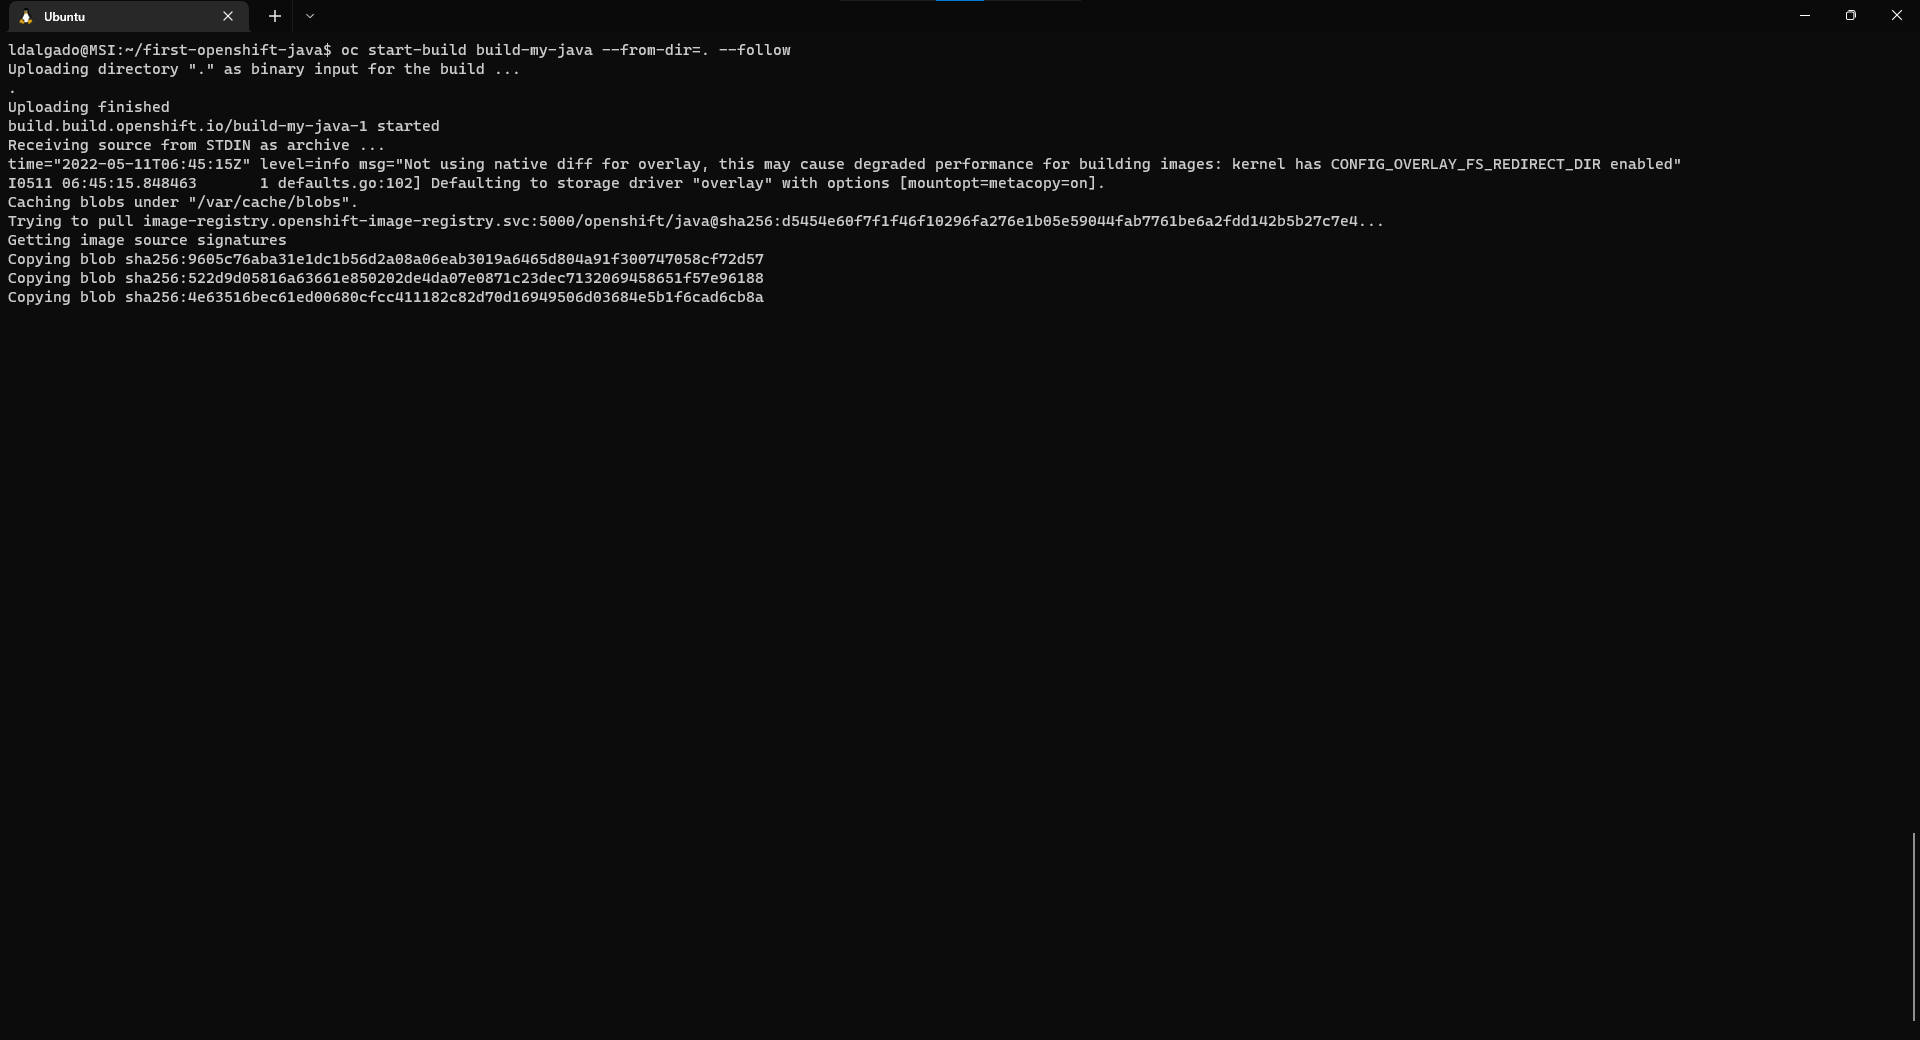 Ubuntu
ldalgado@MSI:~/first-openshift-java$ oc start-build build-my-java --from-dir=. --follow
Uploading directory "." as binary input for the build ...
.
Uploading finished
build.build.openshift.io/build-my-java-1 started
Receiving source from STDIN as archive ...
time="2022-05-11T06:45:15Z" level=info msg="Not using native diff for overlay, this may cause degraded performance for building images: kernel has CONFIG_OVERLAY_FS_REDIRECT_DIR enabled"
I0511 06:45:15.848463       1 defaults.go:102] Defaulting to storage driver "overlay" with options [mountopt=metacopy=on].
Caching blobs under "/var/cache/blobs".
Trying to pull image-registry.openshift-image-registry.svc:5000/openshift/java@sha256:d5454e60f7f1f46f10296fa276e1b05e59044fab7761be6a2fdd142b5b27c7e4...
Getting image source signatures
Copying blob sha256:9605c76aba31e1dc1b56d2a08a06eab3019a6465d804a91f300747058cf72d57
Copying blob sha256:522d9d05816a63661e850202de4da07e0871c23dec7132069458651f57e96188
Copying blob sha256:4e63516bec61ed00680cfcc411182c82d70d16949506d03684e5b1f6cad6cb8a